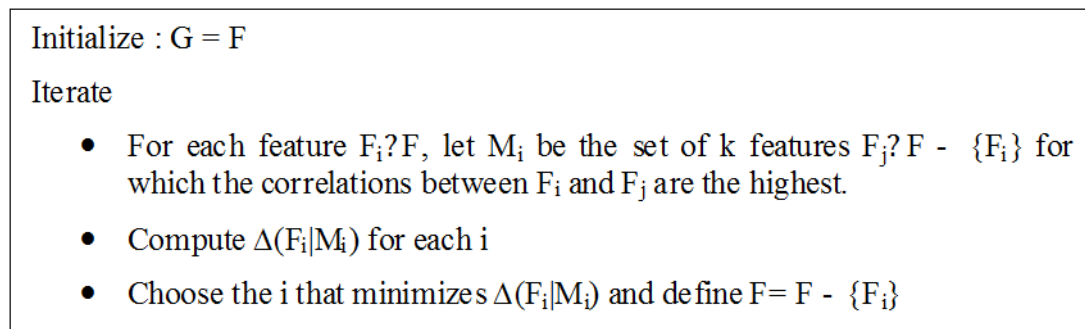 Initialize : G = F
Iterate
• For each feature Fᵢ?F, let Mᵢ be the set of k features Fⱼ? F - {Fᵢ} for
which the correlations between Fᵢ and Fⱼ are the highest.
• Compute Δ(Fᵢ|Mᵢ) for each i
• Choose the i that minimizes Δ(Fᵢ|Mᵢ) and define F= F - {Fᵢ}